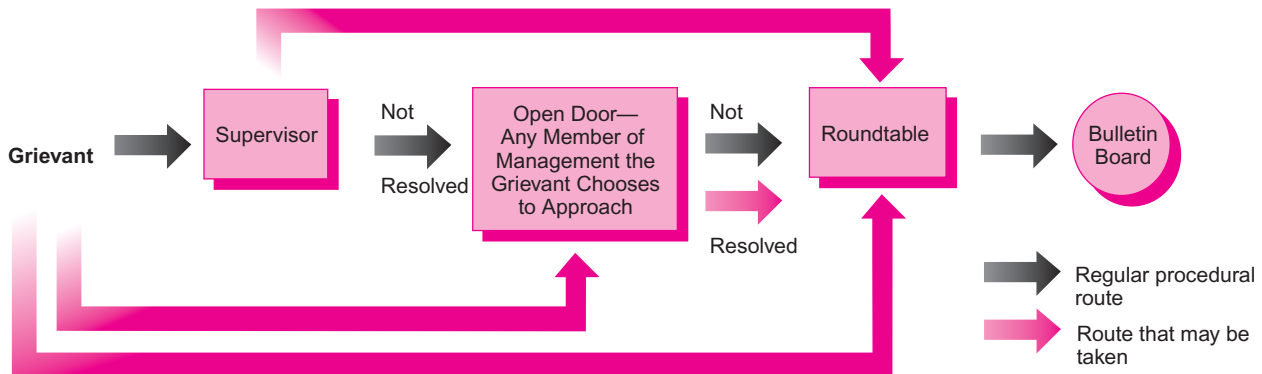 Grievant
Supervisor
Not
Resolved
Open Door—
Any Member of
Management the
Grievant Chooses
to Approach
Not
Resolved
Roundtable
Bulletin
Board
Regular procedural
route
Route that may be
taken